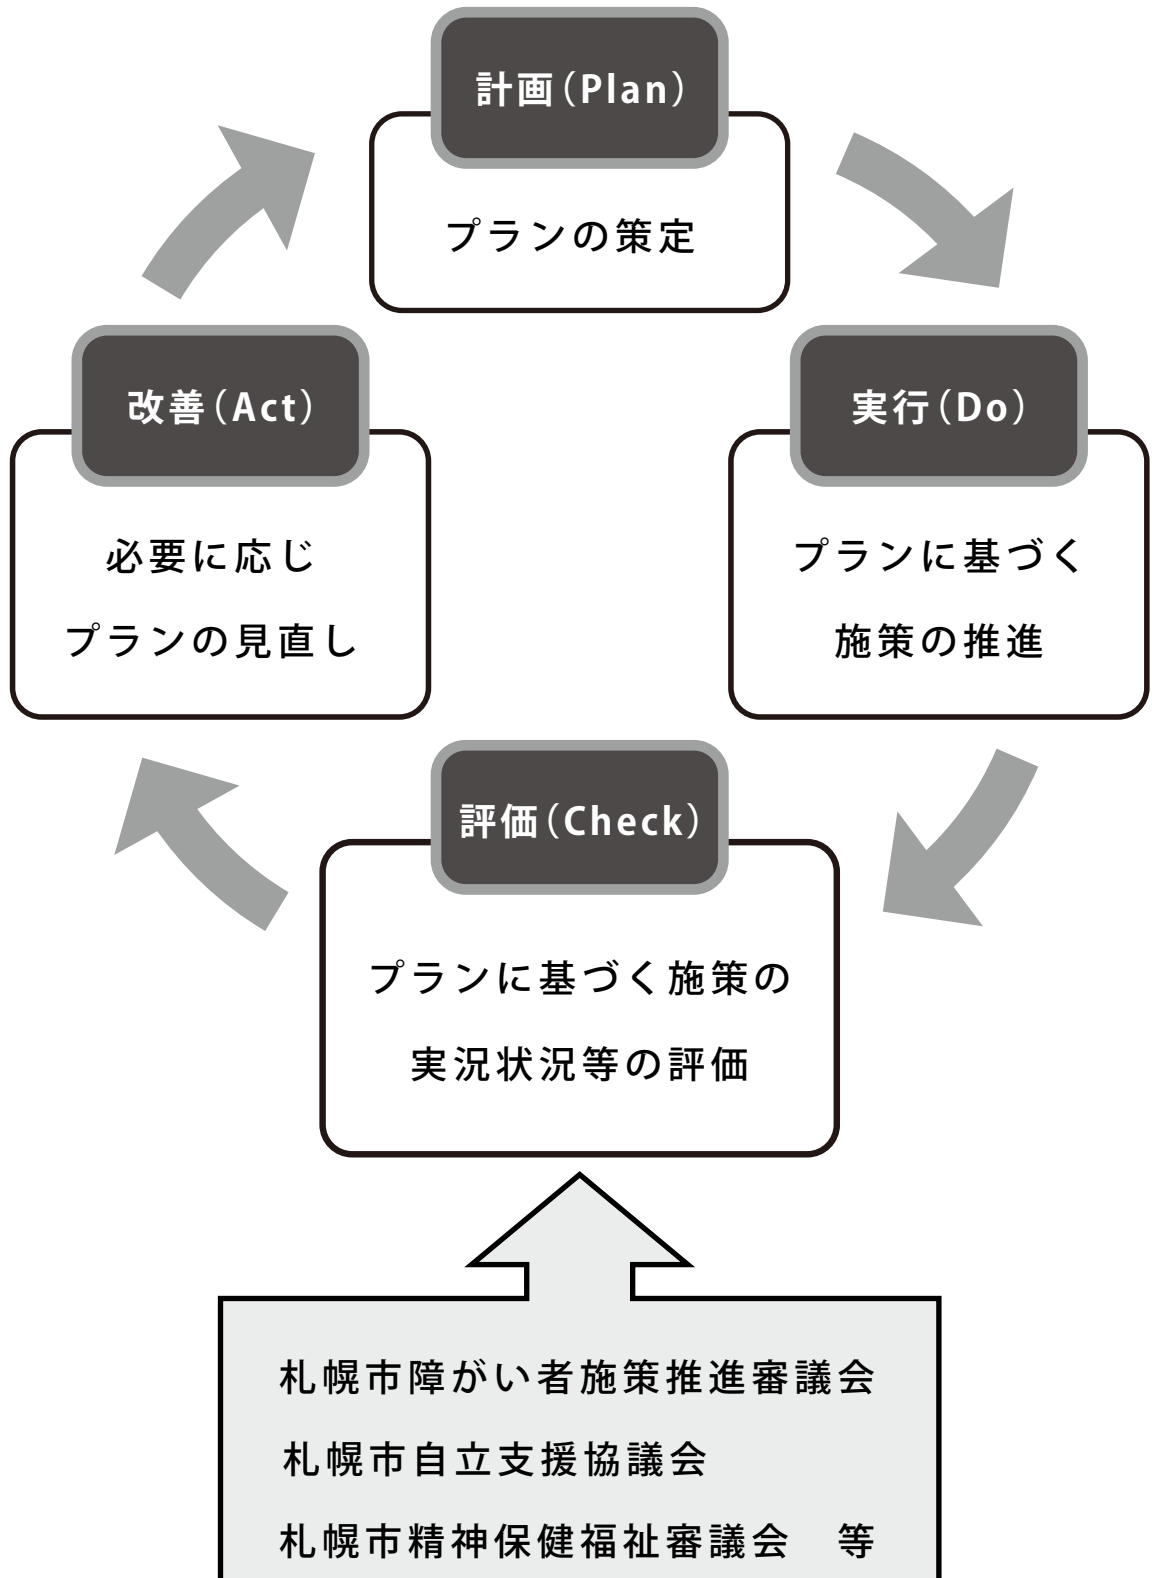 計画（Plan）
プランの策定
実行（Do）
プランに基づく
施策の推進
評価（Check）
プランに基づく施策の
実況状況等の評価
改善（Act）
必要に応じ
プランの見直し
札幌市障がい者施策推進審議会
札幌市自立支援協議会
札幌市精神保健福祉審議会　等